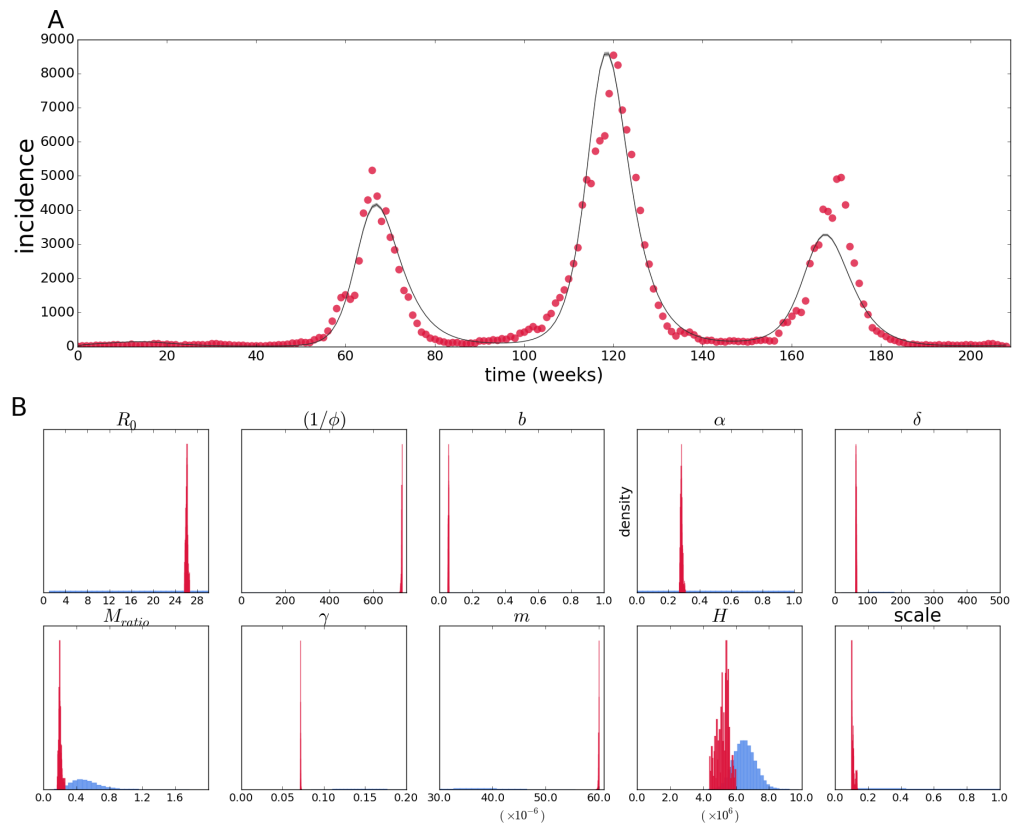 A
9000
8000
7000
6000
5000
4000
3000
2000
1000
0
incidence
0 20 40 60 80 100 120 140 160 180 200
time (weeks)
B
R₀ (1/ϕ) b α δ
density
0 4 8 12 16 20 24 28 0 200 400 600 0.0 0.2 0.4 0.6 0.8 1.0 0.0 0.2 0.4 0.6 0.8 1.0 0 100 200 300 400 500
M_ratio γ m H scale
0.0 0.4 0.8 1.2 1.6 0.00 0.05 0.10 0.15 0.20 30.0 40.0 50.0 60.0 0.0 2.0 4.0 6.0 8.0 10.0 0.0 0.2 0.4 0.6 0.8 1.0
(×10⁻⁶) (×10⁶)